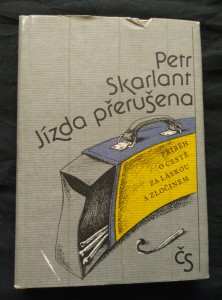 Petr
Skarlant
Jízda přerušena
PŘÍBĚH
O CESTĚ
ZA LÁSKOU
A ZLOČINEM
ČS